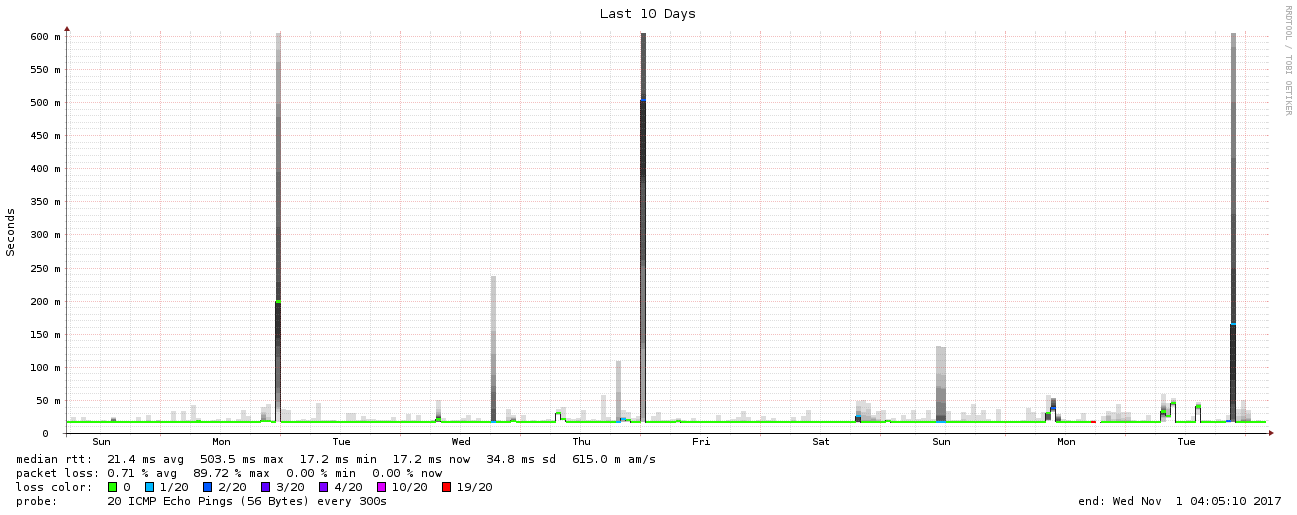 Last 10 Days
RRDTOOL / TOBI OETIKER
Seconds
600 m
550 m
500 m
450 m
400 m
350 m
300 m
250 m
200 m
150 m
100 m
50 m
0
Sun Mon Tue Wed Thu Fri Sat Sun Mon Tue
median rtt: 21.4 ms avg 503.5 ms max 17.2 ms min 17.2 ms now 34.8 ms sd 615.0 m am/s
packet loss: 0.71 % avg 89.72 % max 0.00 % min 0.00 % now
loss color: 0 1/20 2/20 3/20 4/20 10/20 19/20
probe: 20 ICMP Echo Pings (56 Bytes) every 300s end: Wed Nov 1 04:05:10 2017